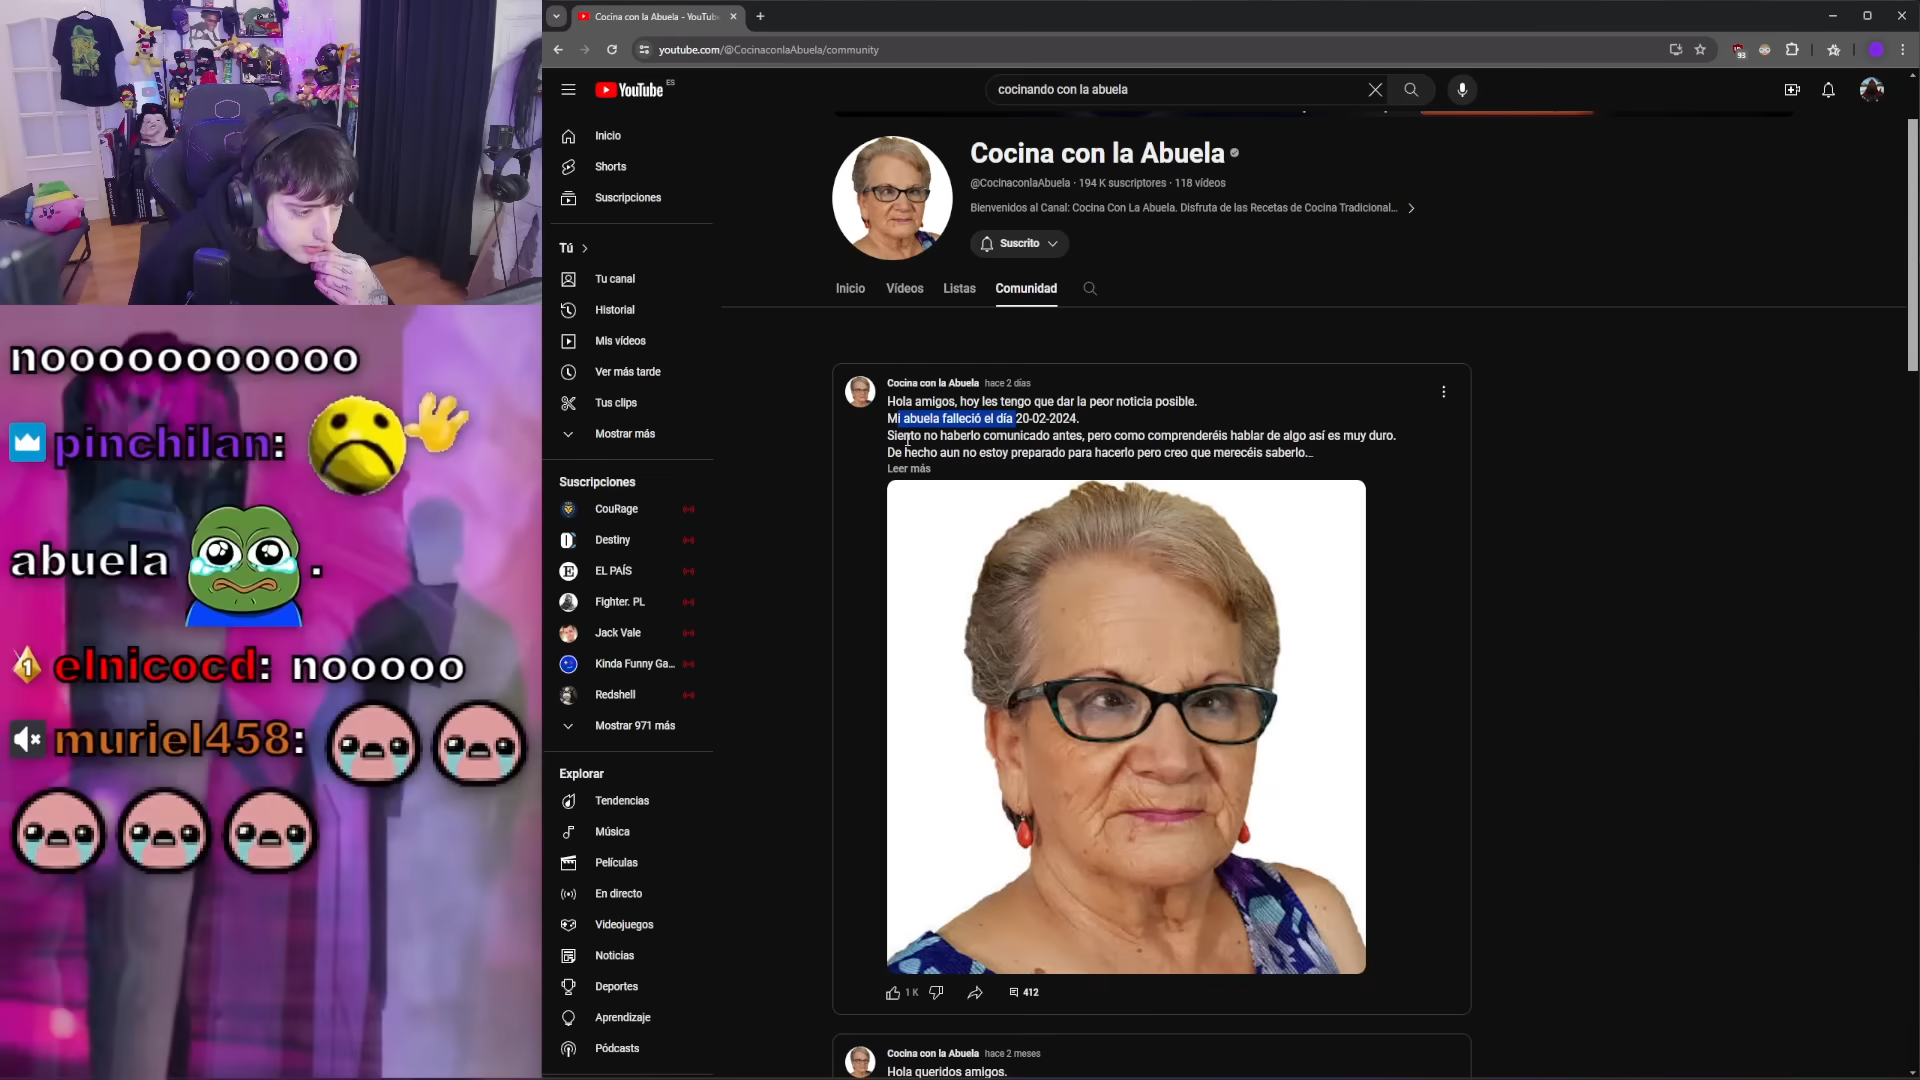 Cocina con la Abuela - YouTube
youtube.com/@CocinaconlaAbuela/community
93
YouTube ES
cocinando con la abuela
Inicio
Shorts
Suscripciones
Tú
Tu canal
Historial
Mis vídeos
Ver más tarde
Tus clips
Mostrar más
Suscripciones
CouRage
Destiny
EL PAÍS
Fighter. PL
Jack Vale
Kinda Funny Ga...
Redshell
Mostrar 971 más
Explorar
Tendencias
Música
Películas
En directo
Videojuegos
Noticias
Deportes
Aprendizaje
Pódcasts
Cocina con la Abuela
@CocinaconlaAbuela · 194 K suscriptores · 118 vídeos
Bienvenidos al Canal: Cocina Con La Abuela. Disfruta de las Recetas de Cocina Tradicional...
Suscrito
Inicio Vídeos Listas Comunidad
Cocina con la Abuela hace 2 días
Hola amigos, hoy les tengo que dar la peor noticia posible.
Mi abuela falleció el día 20-02-2024.
Siento no haberlo comunicado antes, pero como comprenderéis hablar de algo así es muy duro.
De hecho aun no estoy preparado para hacerlo pero creo que merecéis saberlo...
Leer más
1 K 412
Cocina con la Abuela hace 2 meses
Hola queridos amigos.
nooooooooooo
pinchilan:
abuela .
1 elnicocd: nooooo
muriel458: